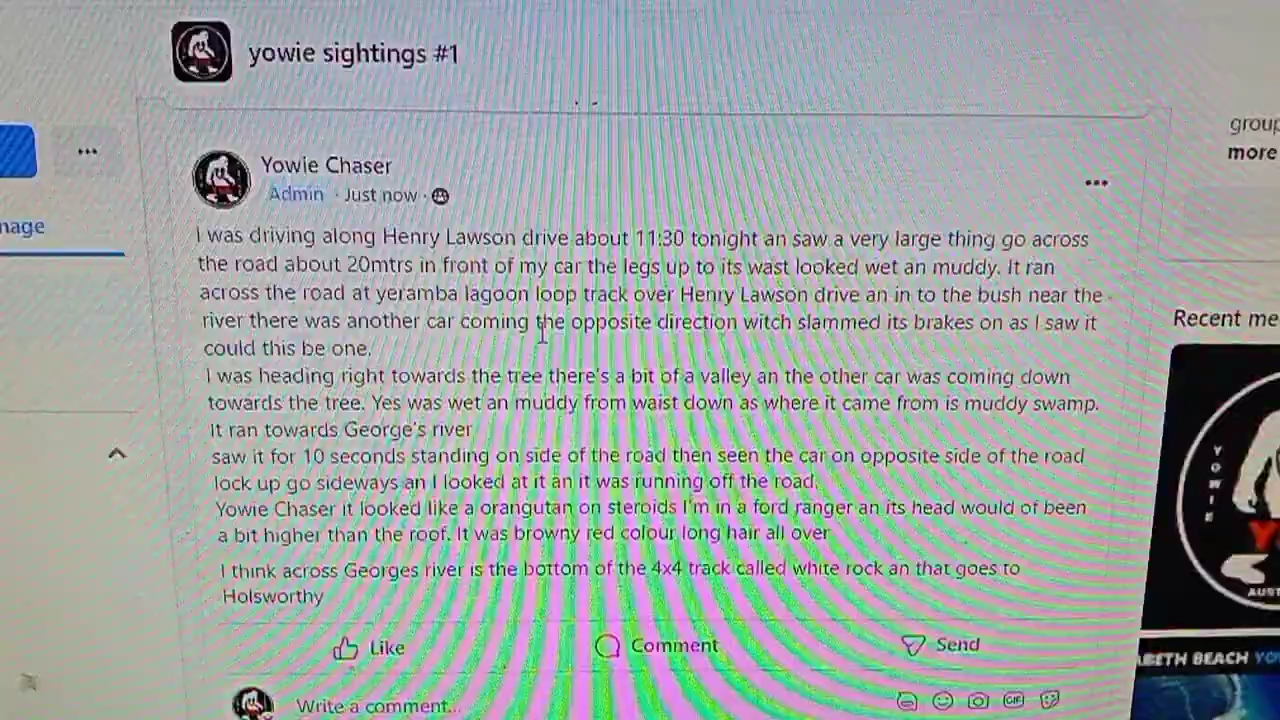 yowie sightings #1
group
more
Yowie Chaser
Admin · Just now ·
nage
I was driving along Henry Lawson drive about 11:30 tonight an saw a very large thing go across
the road about 20mtrs in front of my car the legs up to its wast looked wet an muddy. It ran
across the road at yeramba lagoon loop track over Henry Lawson drive an in to the bush near the
river there was another car coming the opposite direction witch slammed its brakes on as I saw it
could this be one.
Recent me
I was heading right towards the tree there's a bit of a valley an the other car was coming down
towards the tree. Yes was wet an muddy from waist down as where it came from is muddy swamp.
It ran towards George's river
saw it for 10 seconds standing on side of the road then seen the car on opposite side of the road
lock up go sideways an I looked at it an it was running off the road.
Yowie Chaser it looked like a orangutan on steroids I'm in a ford ranger an its head would of been
a bit higher than the roof. It was browny red colour long hair all over
I think across Georges river is the bottom of the 4x4 track called white rock an that goes to
Holsworthy
YOWIE
Y
AUST
Like
Comment
Send
ABETH BEACH YO
Write a comment...
GIF